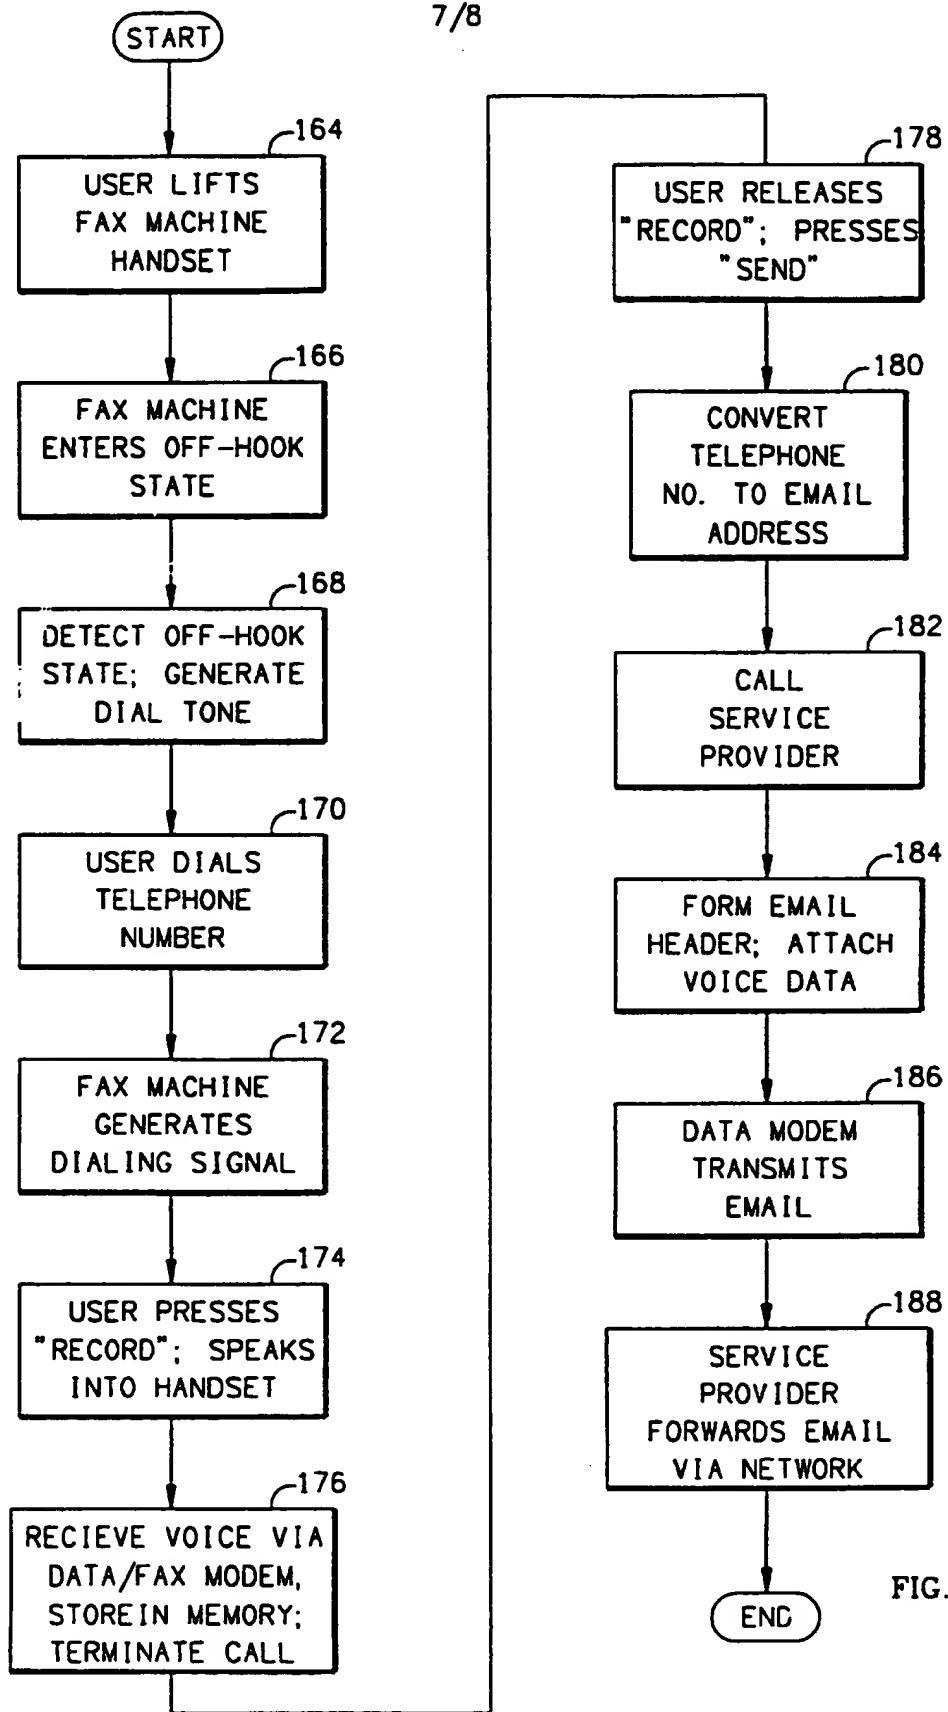 7/8
START
164
USER LIFTS
FAX MACHINE
HANDSET
166
FAX MACHINE
ENTERS OFF-HOOK
STATE
168
DETECT OFF-HOOK
STATE; GENERATE
DIAL TONE
170
USER DIALS
TELEPHONE
NUMBER
172
FAX MACHINE
GENERATES
DIALING SIGNAL
174
USER PRESSES
"RECORD"; SPEAKS
INTO HANDSET
176
RECIEVE VOICE VIA
DATA/FAX MODEM,
STOREIN MEMORY;
TERMINATE CALL
178
USER RELEASES
"RECORD"; PRESSES
"SEND"
180
CONVERT
TELEPHONE
NO. TO EMAIL
ADDRESS
182
CALL
SERVICE
PROVIDER
184
FORM EMAIL
HEADER; ATTACH
VOICE DATA
186
DATA MODEM
TRANSMITS
EMAIL
188
SERVICE
PROVIDER
FORWARDS EMAIL
VIA NETWORK
END
FIG.